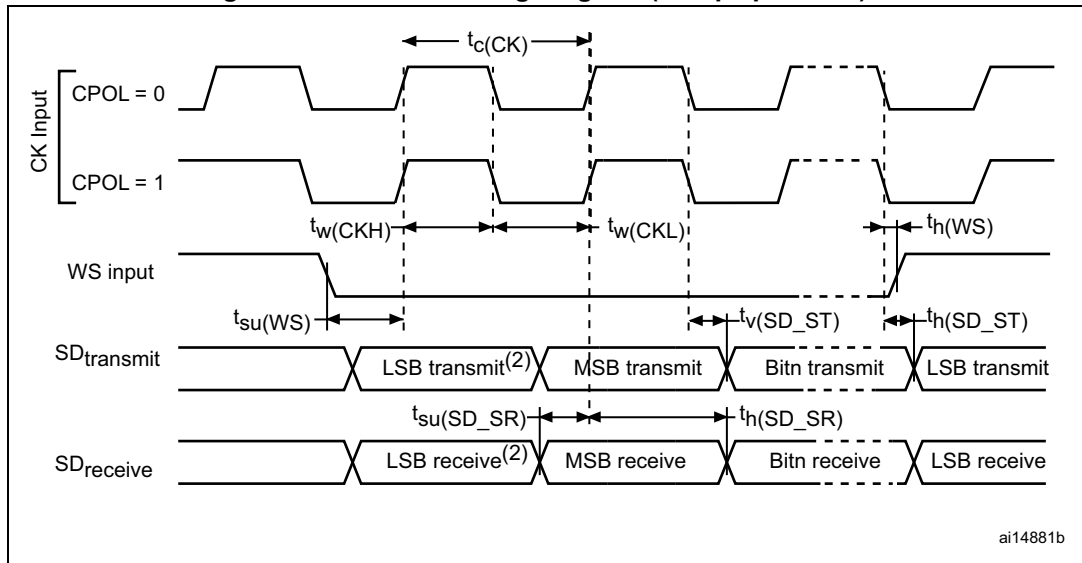 tc(CK)
CK Input
CPOL = 0
CPOL = 1
tw(CKH)
tw(CKL)
th(WS)
WS input
tsu(WS)
tv(SD_ST)
th(SD_ST)
SDtransmit
LSB transmit(2)
MSB transmit
Bitn transmit
LSB transmit
tsu(SD_SR)
th(SD_SR)
SDreceive
LSB receive(2)
MSB receive
Bitn receive
LSB receive
ai14881b